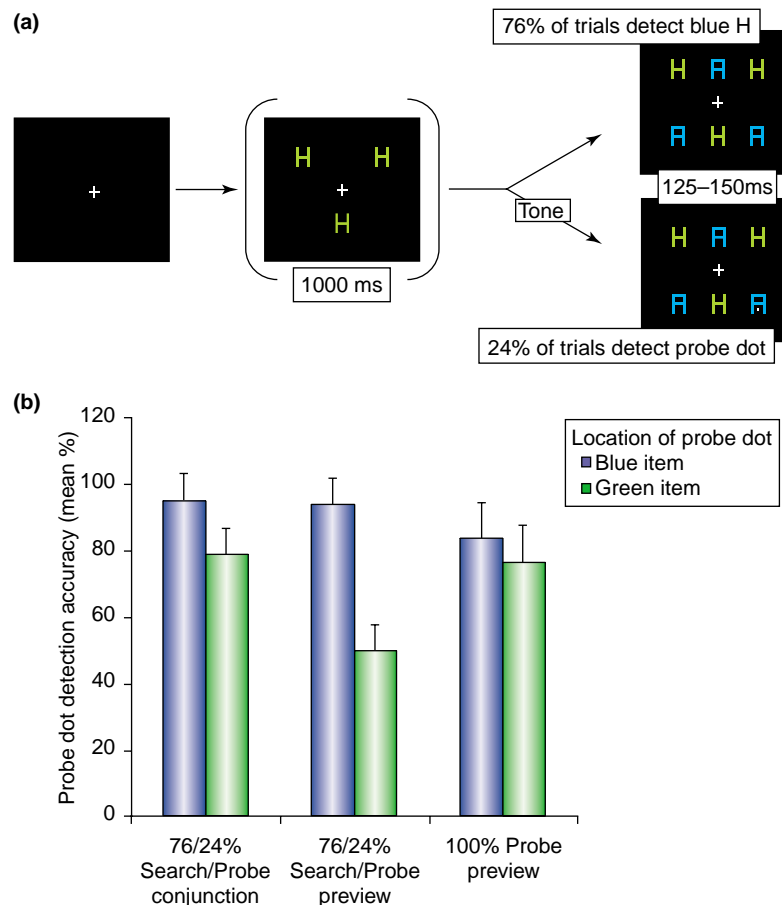 (a)
76% of trials detect blue H
H A H
A H A
H H
H
1000 ms
Tone
125–150ms
H A H
A H A
24% of trials detect probe dot
(b)
Probe dot detection accuracy (mean %)
120
100
80
60
40
20
0
Location of probe dot
Blue item
Green item
76/24%
Search/Probe
conjunction
76/24%
Search/Probe
preview
100% Probe
preview